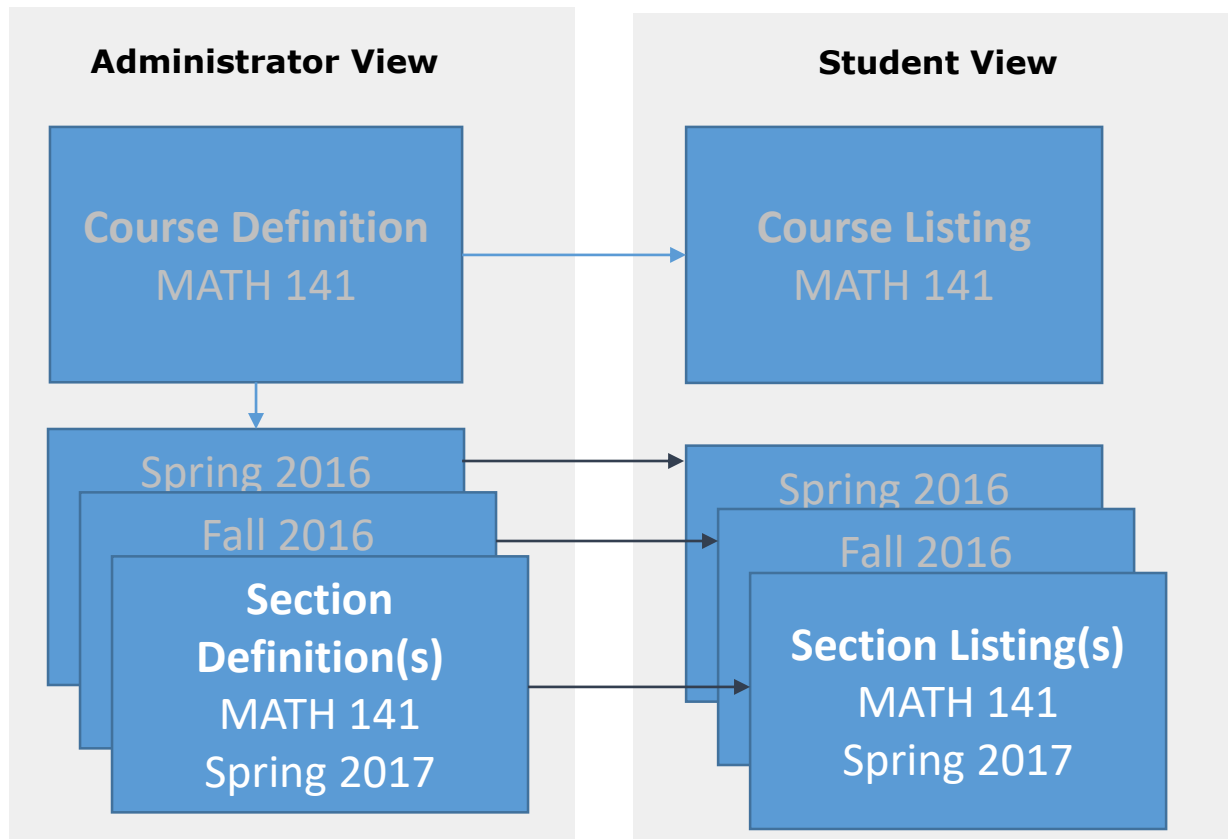 Administrator View
Course Definition
MATH 141
Spring 2016
Fall 2016
Section
Definition(s)
MATH 141
Spring 2017
Student View
Course Listing
MATH 141
Spring 2016
Fall 2016
Section Listing(s)
MATH 141
Spring 2017